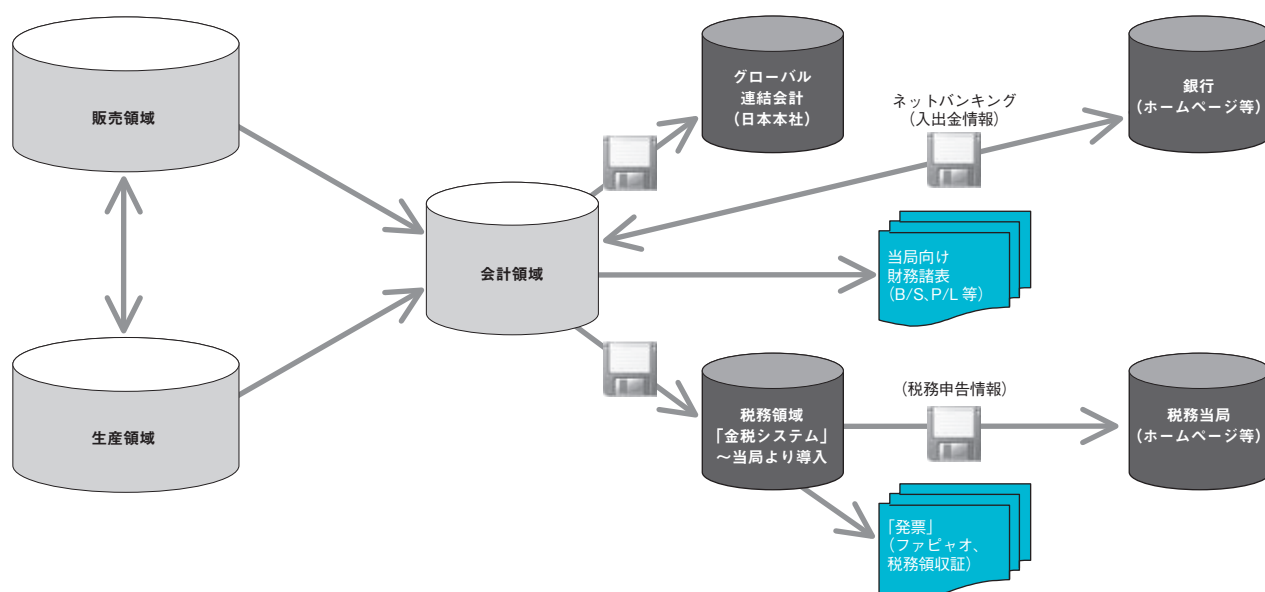 販売領域
生産領域
会計領域
グローバル
連結会計
(日本本社)
ネットバンキング
(入出金情報)
銀行
(ホームページ等)
当局向け
財務諸表
(B/S、P/L 等)
税務領域
「金税システム」
～当局より導入
(税務申告情報)
税務当局
(ホームページ等)
「発票」
(ファピャオ、
税務領収証)